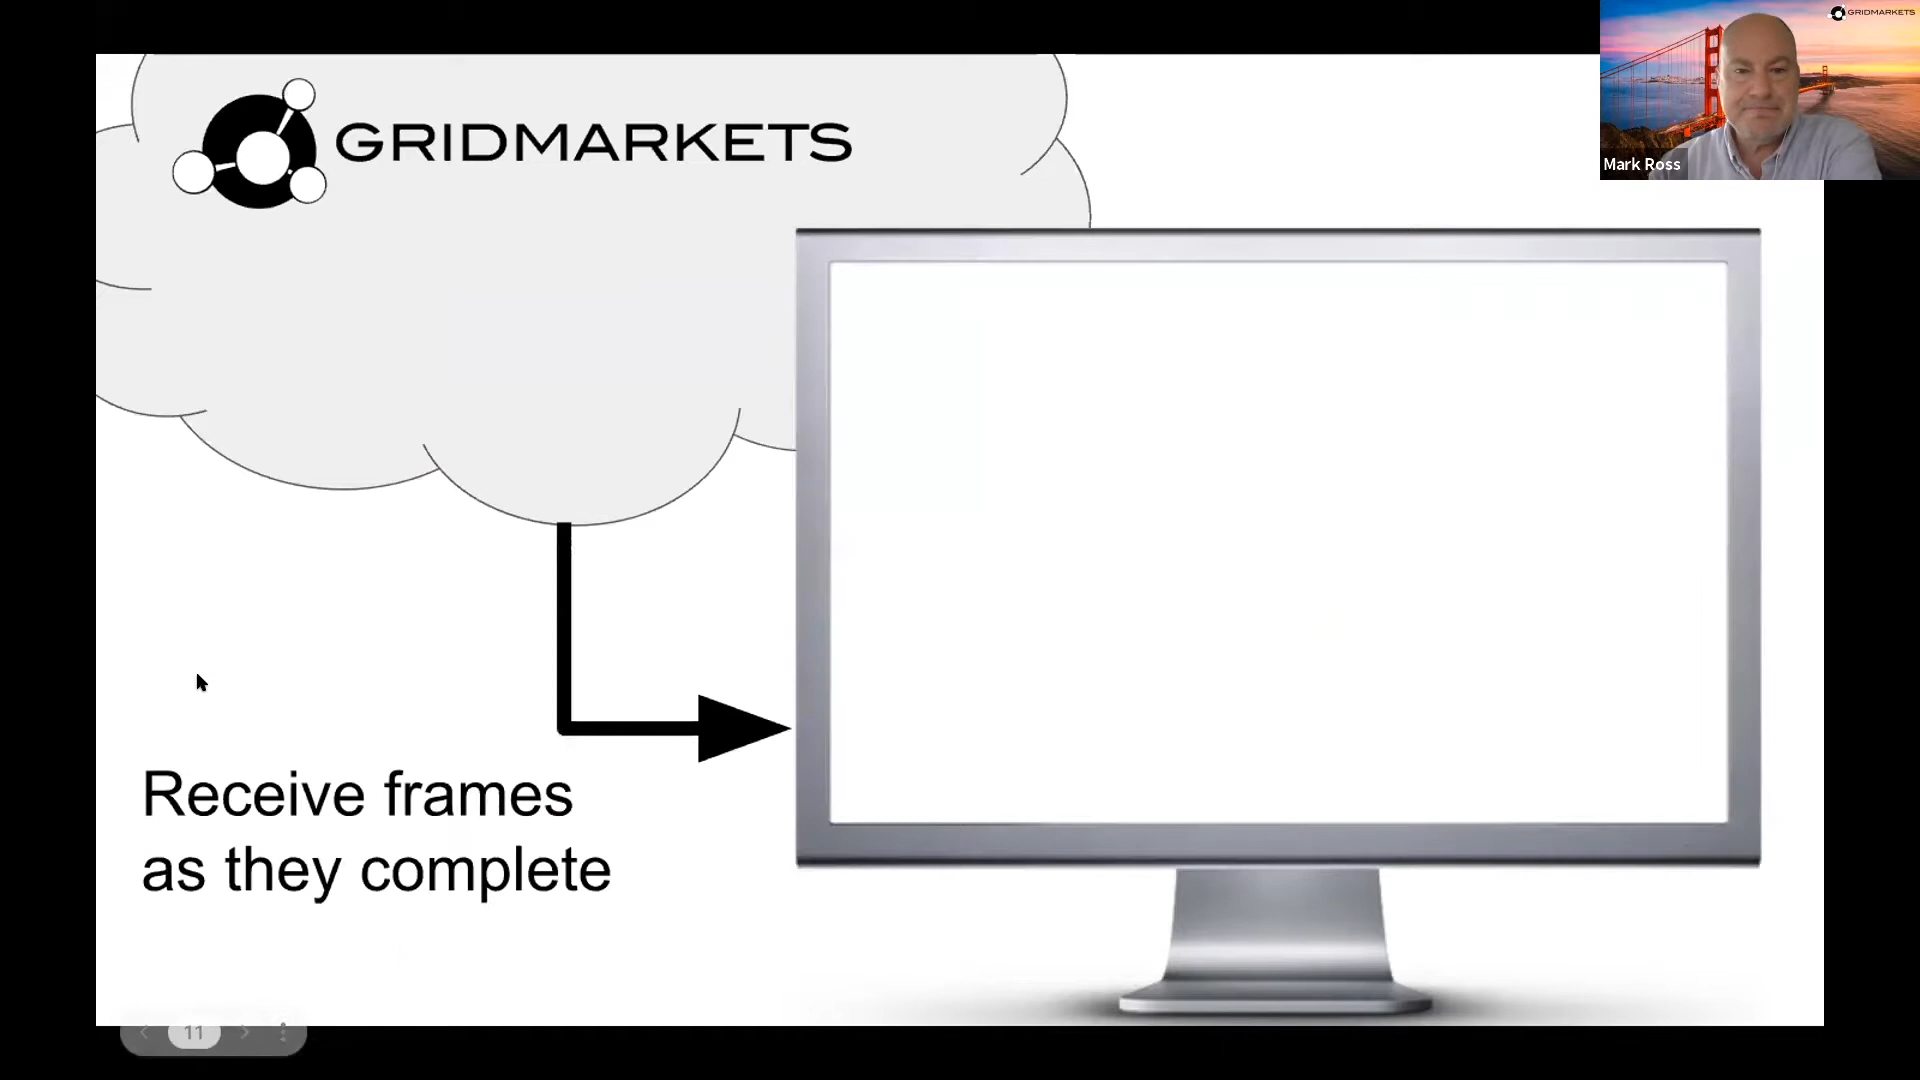 GRIDMARKETS
GRIDMARKETS
Mark Ross
Receive frames
as they complete
11